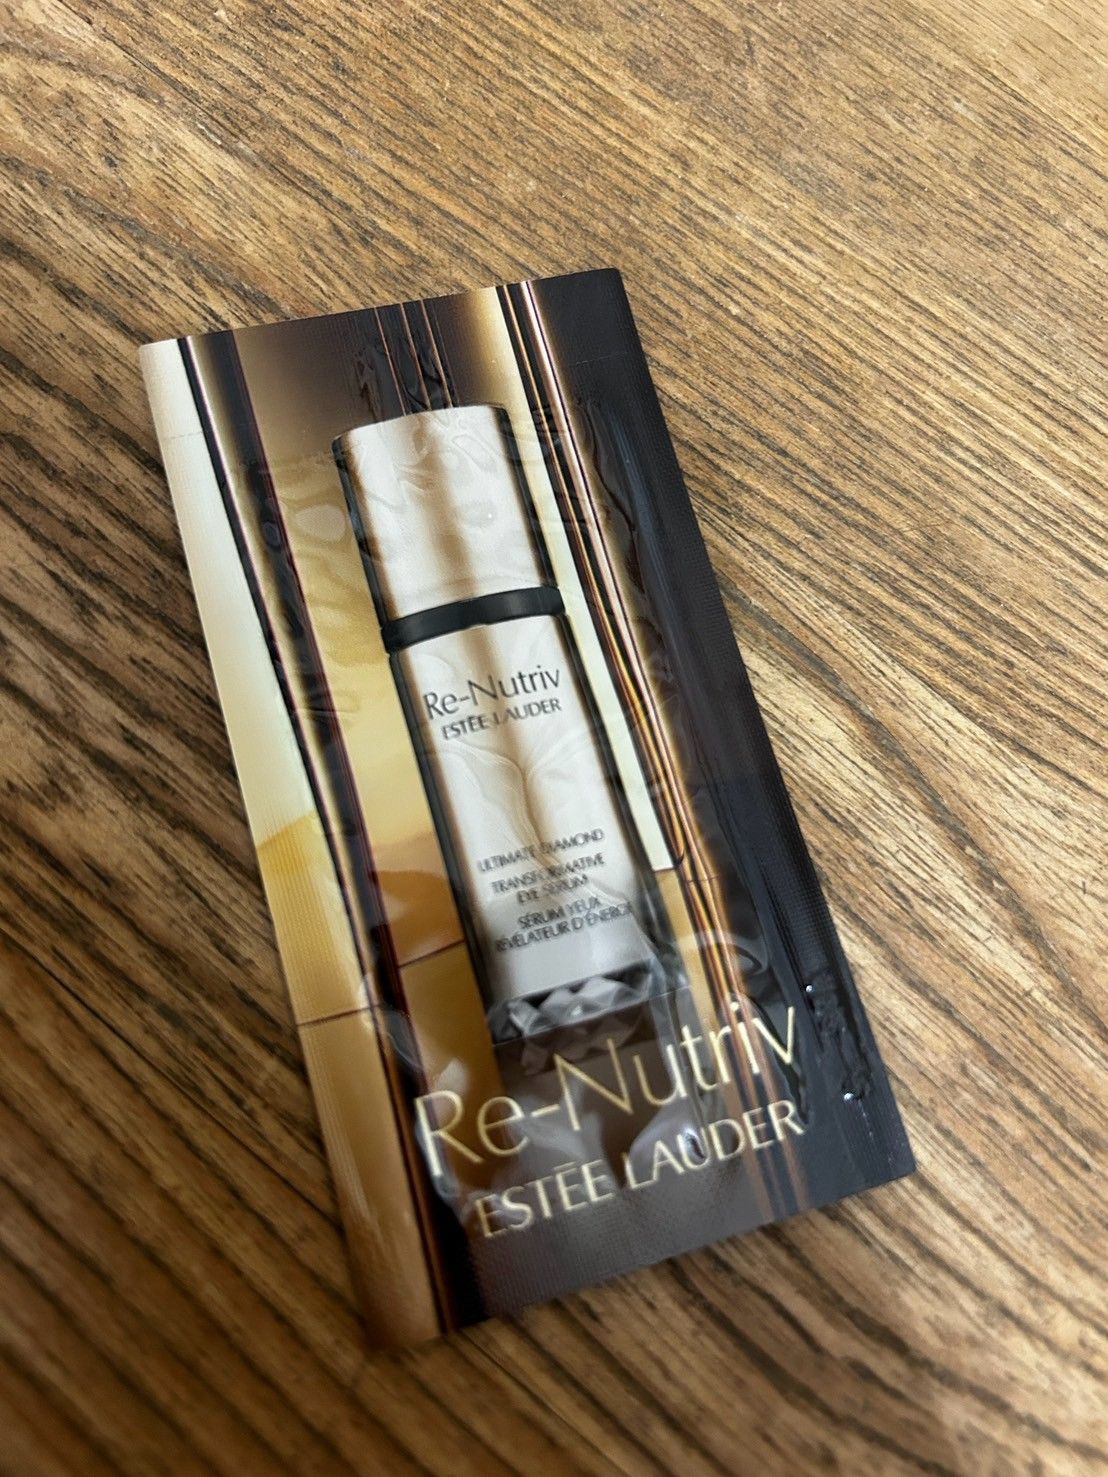 Re-Nutriv
ESTĒE LAUDER
ULTIMATE DIAMOND
TRANSFORMATIVE
EYE SERUM
SÉRUM YEUX
RÉVÉLATEUR D'ÉNERGIE
Re-Nutriv
ESTĒE LAUDER